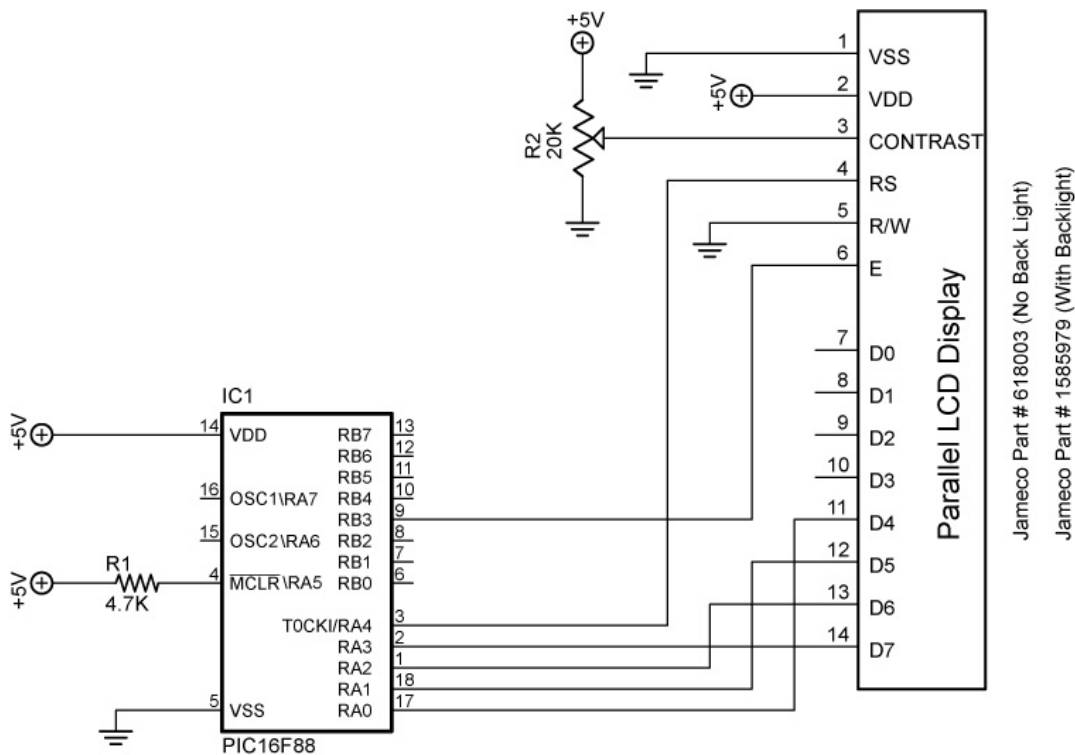 +5V
R2
20K
+5V
1
VSS
2
VDD
3
CONTRAST
4
RS
5
R/W
6
E
7
D0
8
D1
9
D2
10
D3
11
D4
12
D5
13
D6
14
D7
Parallel LCD Display
Jameco Part # 618003 (No Back Light)
Jameco Part # 1585979 (With Backlight)
IC1
+5V
14
VDD
16
OSC1\RA7
15
OSC2\RA6
+5V
R1
4.7K
4
MCLR\RA5
5
VSS
RB7
13
RB6
12
RB5
11
RB4
10
RB3
9
RB2
8
RB1
7
RB0
6
T0CKI/RA4
3
RA3
2
RA2
1
RA1
18
RA0
17
PIC16F88